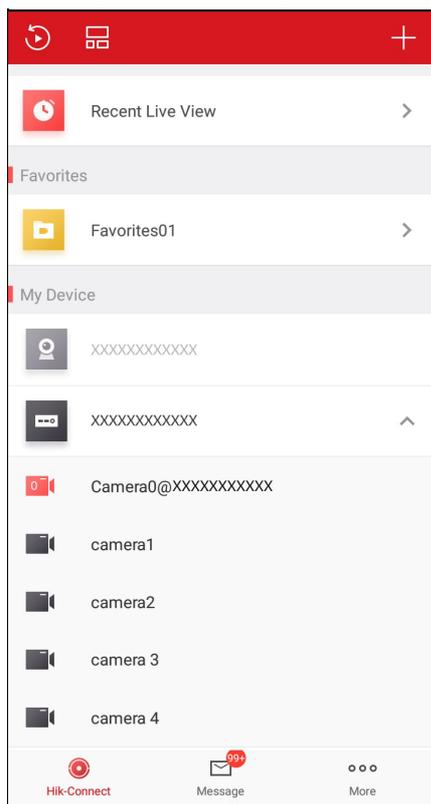 Recent Live View
Favorites
Favorites01
My Device
XXXXXXXXXXXX
XXXXXXXXXXXX
0
Camera0@XXXXXXXXXXX
camera1
camera2
camera 3
camera 4
99+
Hik-Connect
Message
More